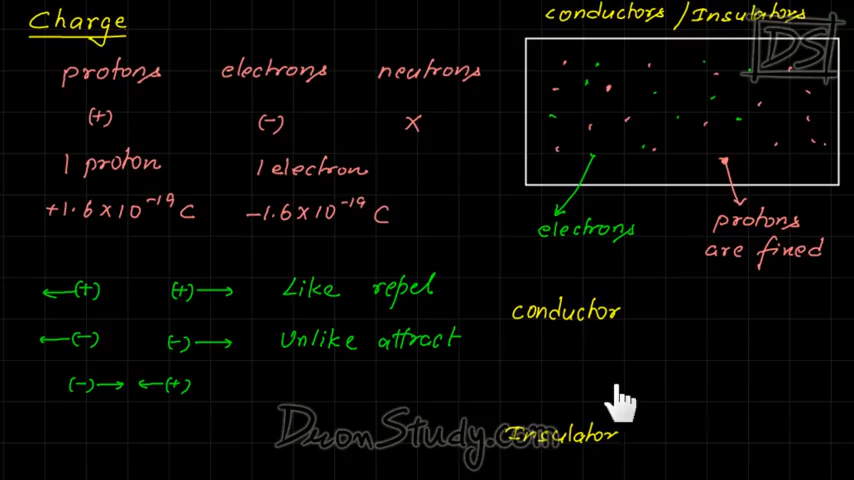 Charge
protons electrons neutrons
(+) (-) X
1 proton 1 electron
+1.6×10⁻¹⁹ C -1.6×10⁻¹⁹ C
←(+) (+)→ Like repel
←(-) (-)→ Unlike attract
(-)→ ←(+)
conductors / Insulators
DS
electrons
protons
are fixed
conductor
Insulator
DronStudy.com